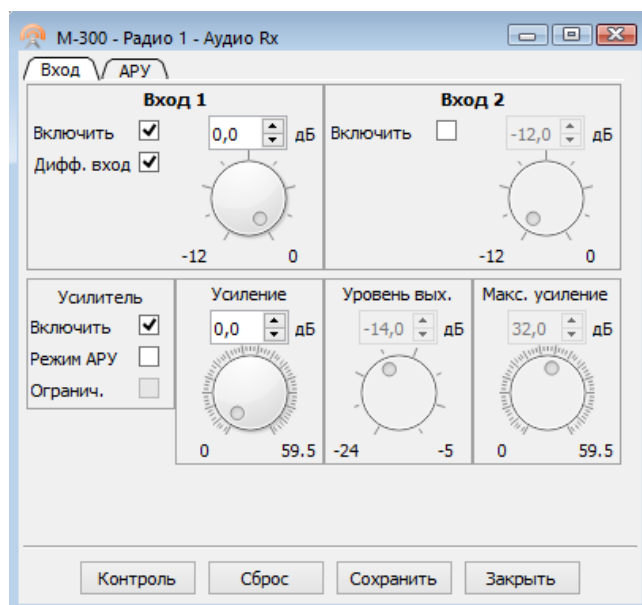 М-300 - Радио 1 - Аудио Rx
Вход АРУ
Вход 1
Включить 0,0 дБ
Дифф. вход
-12 0
Вход 2
Включить -12,0 дБ
-12 0
Усилитель
Включить
Режим АРУ
Огранич.
Усиление
0,0 дБ
0 59.5
Уровень вых.
-14,0 дБ
-24 -5
Макс. усиление
32,0 дБ
0 59.5
Контроль Сброс Сохранить Закрыть